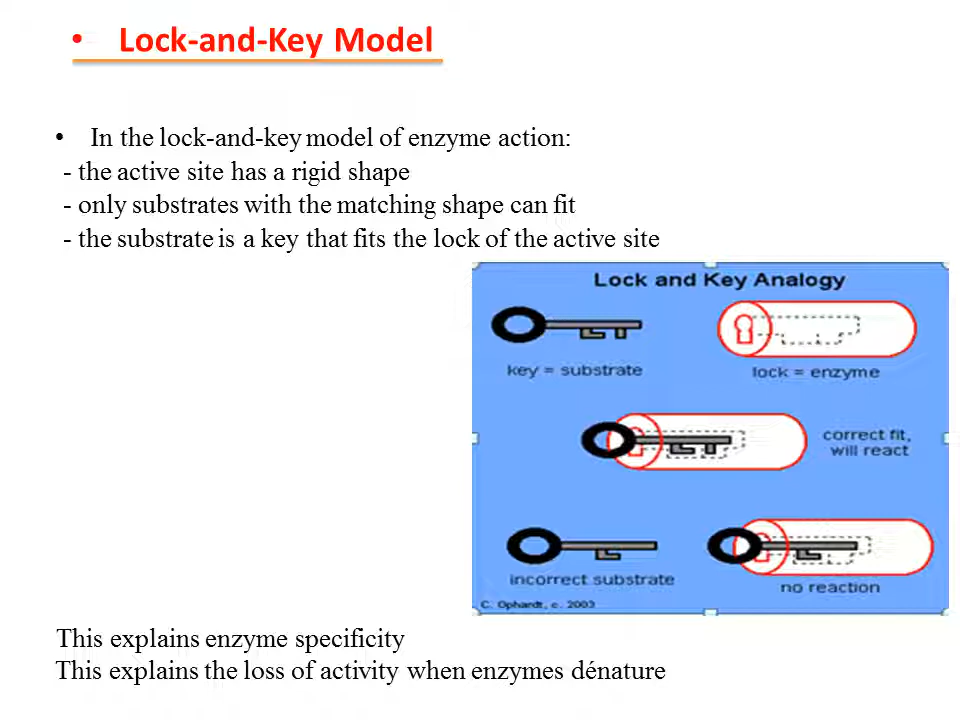 • Lock-and-Key Model
• In the lock-and-key model of enzyme action:
- the active site has a rigid shape
- only substrates with the matching shape can fit
- the substrate is a key that fits the lock of the active site
Lock and Key Analogy
key = substrate
lock = enzyme
correct fit,
will react
incorrect substrate
no reaction
C. Ophardt, c. 2003
This explains enzyme specificity
This explains the loss of activity when enzymes dénature